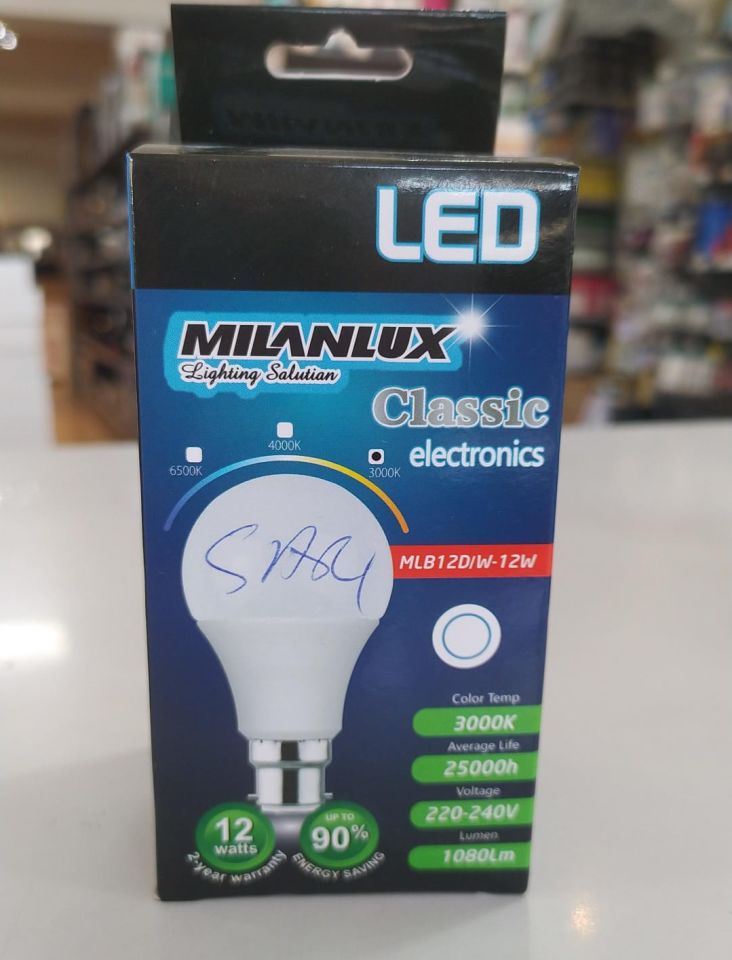 LED
MILANLUX
Lighting Salutian
Classic
electronics
6500K
4000K
3000K
MLB12D/W-12W
Color Temp
3000K
Average Life
25000h
Voltage
220-240V
Lumen
1080Lm
12
watts
2-year warranty
UP TO
90%
ENERGY SAVING